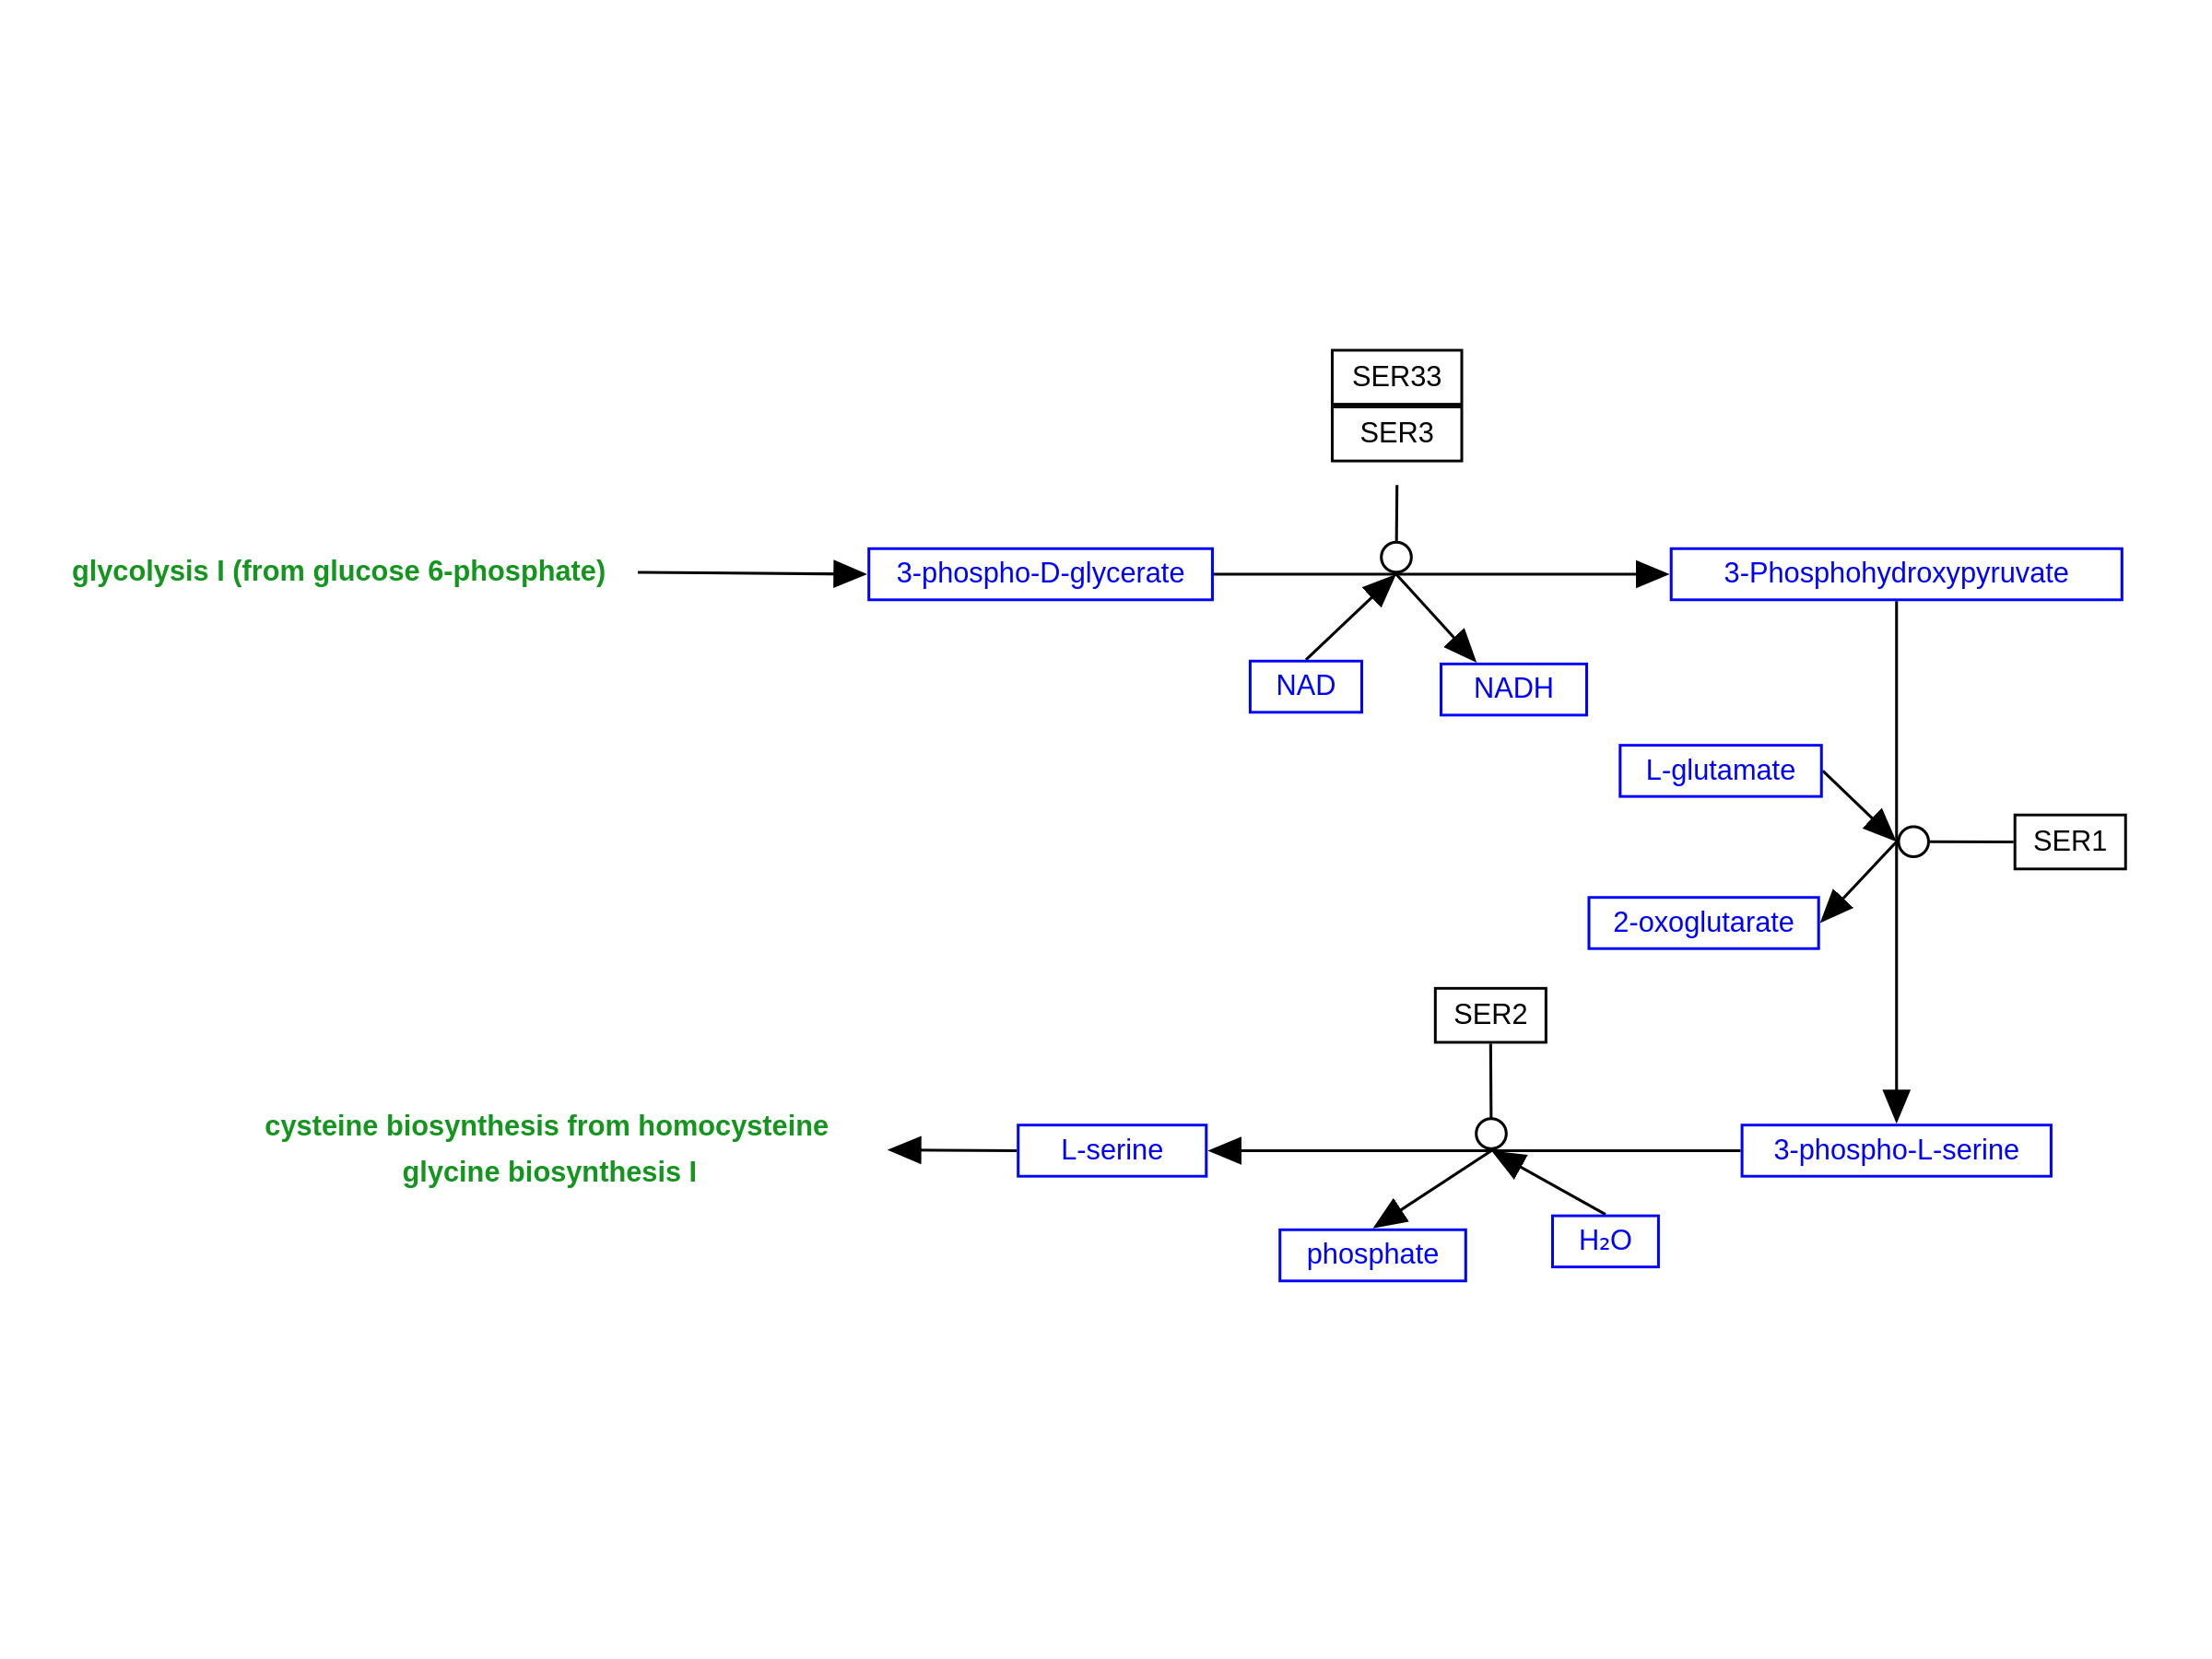 SER33
SER3
glycolysis I (from glucose 6-phosphate)
3-phospho-D-glycerate
3-Phosphohydroxypyruvate
NAD
NADH
L-glutamate
SER1
2-oxoglutarate
SER2
cysteine biosynthesis from homocysteine
glycine biosynthesis I
L-serine
3-phospho-L-serine
phosphate
H₂O